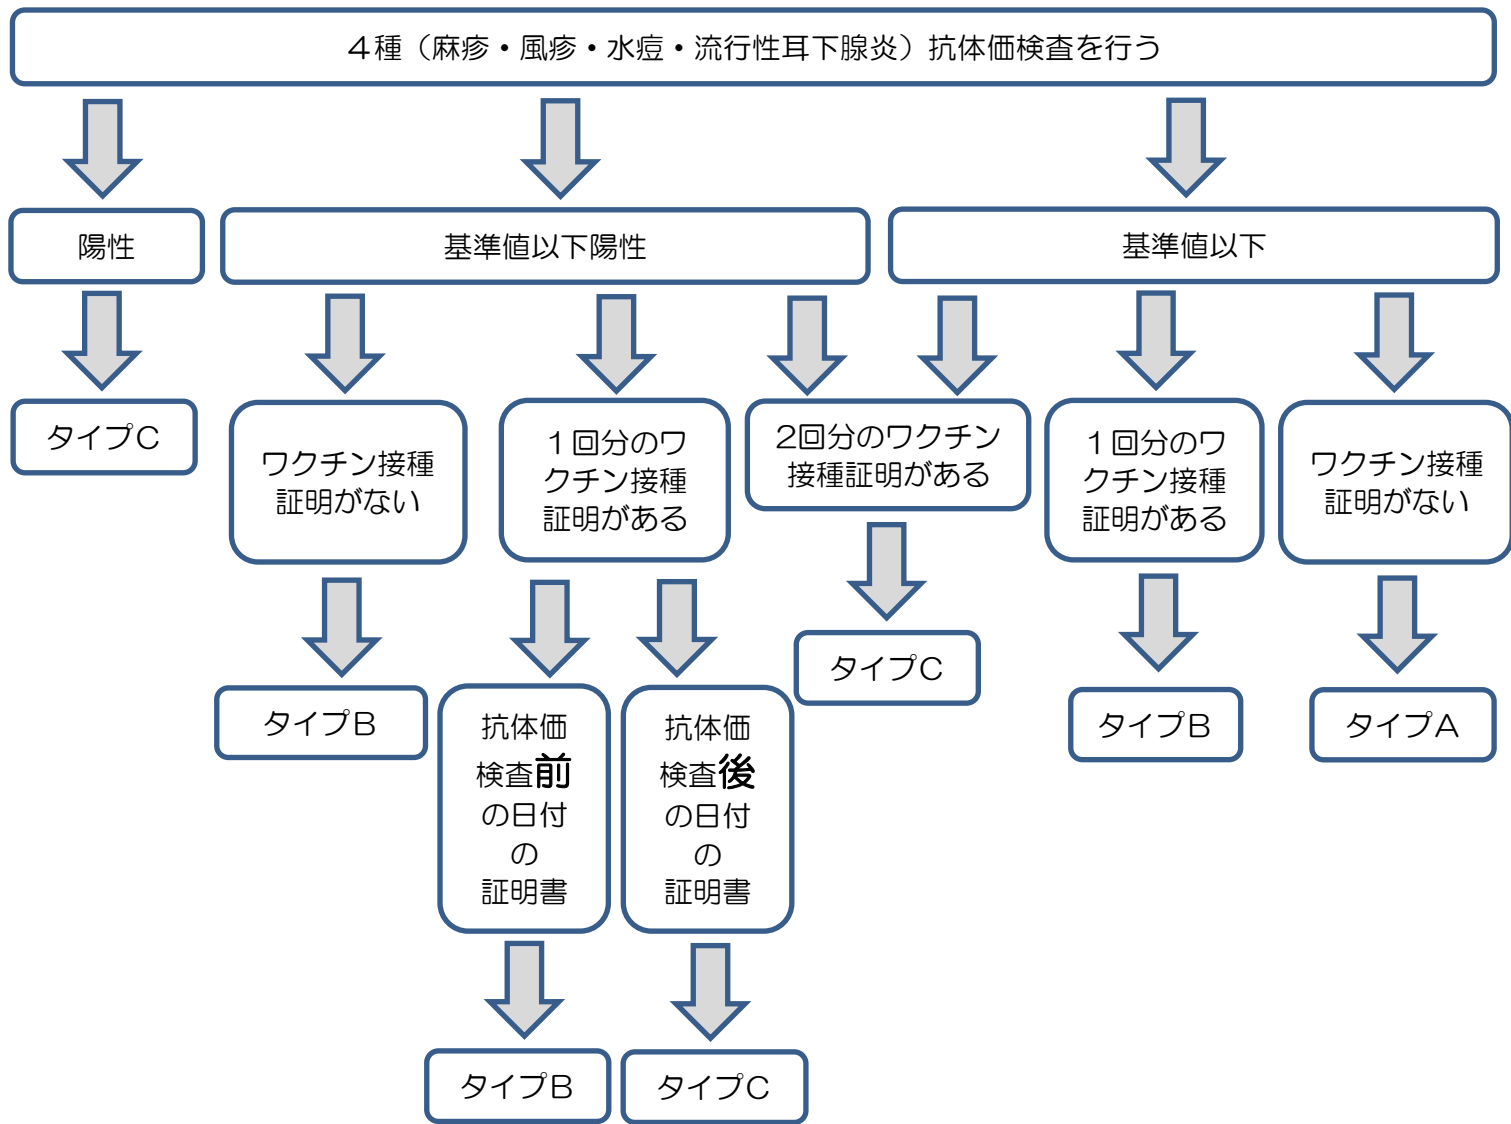 ４種（麻疹・風疹・水痘・流行性耳下腺炎）抗体価検査を行う
陽性
基準値以下陽性
基準値以下
タイプＣ
ワクチン接種
証明がない
１回分のワ
クチン接種
証明がある
2回分のワクチン
接種証明がある
１回分のワ
クチン接種
証明がある
ワクチン接種
証明がない
タイプＣ
タイプＢ
抗体価
検査前
の日付
の
証明書
抗体価
検査後
の日付
の
証明書
タイプＢ
タイプＡ
タイプＢ
タイプＣ